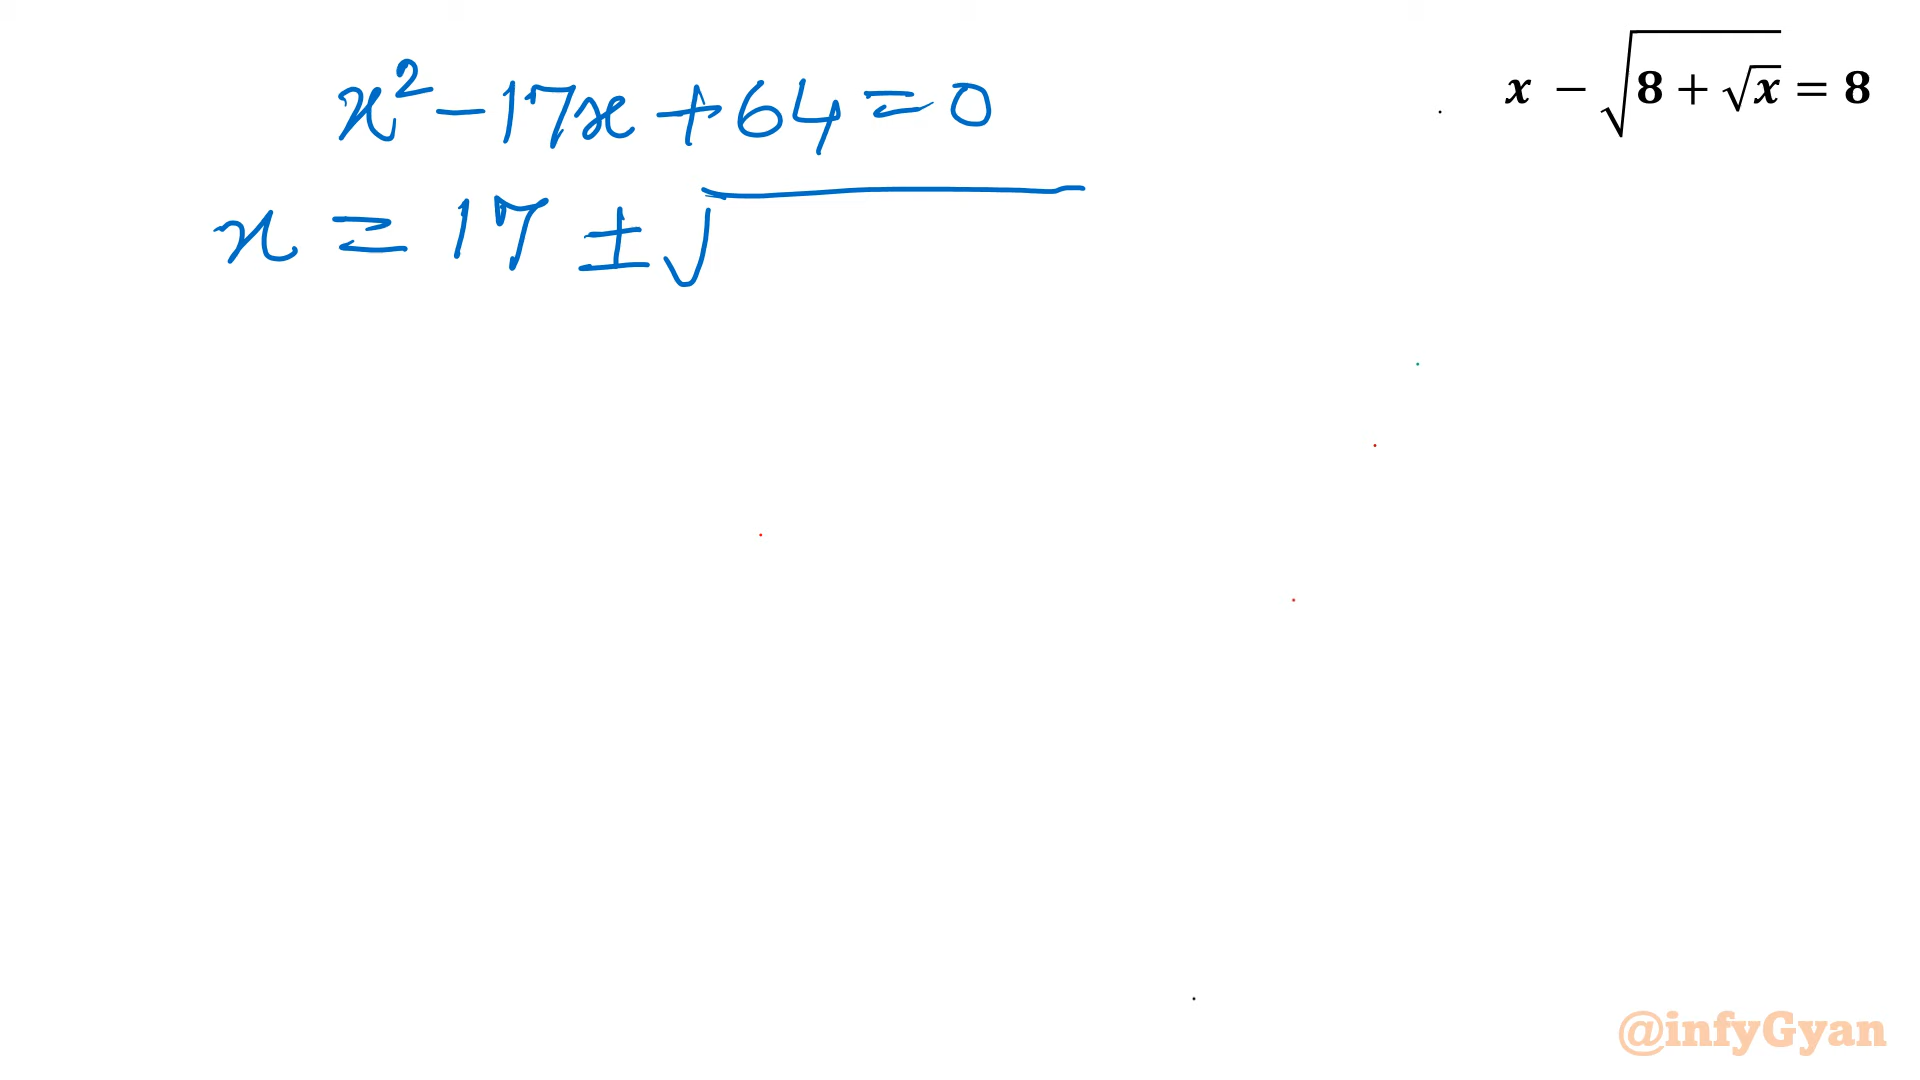 x² - 17x + 64 = 0
x - √(8 + √x) = 8
x = 17 ± √
@infyGyan